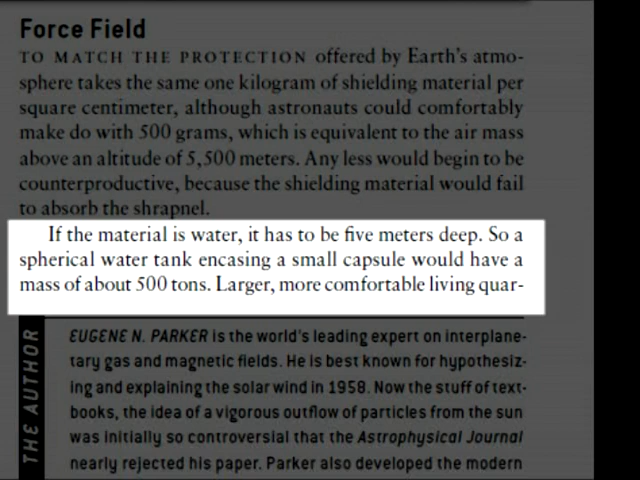 Force Field
TO MATCH THE PROTECTION offered by Earth's atmo-
sphere takes the same one kilogram of shielding material per
square centimeter, although astronauts could comfortably
make do with 500 grams, which is equivalent to the air mass
above an altitude of 5,500 meters. Any less would begin to be
counterproductive, because the shielding material would fail
to absorb the shrapnel.
If the material is water, it has to be five meters deep. So a
spherical water tank encasing a small capsule would have a
mass of about 500 tons. Larger, more comfortable living quar-
THE AUTHOR
EUGENE N. PARKER is the world's leading expert on interplane-
tary gas and magnetic fields. He is best known for hypothesiz-
ing and explaining the solar wind in 1958. Now the stuff of text-
books, the idea of a vigorous outflow of particles from the sun
was initially so controversial that the Astrophysical Journal
nearly rejected his paper. Parker also developed the modern